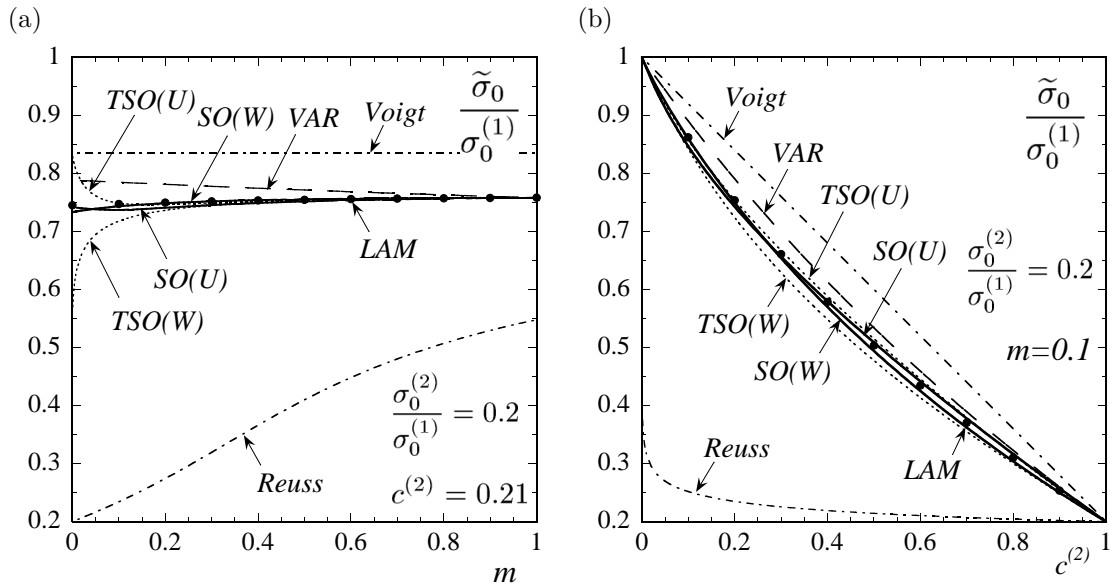 (a)
1
0.9
0.8
0.7
0.6
0.5
0.4
0.3
0.2
0
0.2
0.4
0.6
0.8
1
m
TSO(U)
SO(W)
VAR
Voigt
σ̃₀ / σ₀⁽¹⁾
LAM
SO(U)
TSO(W)
Reuss
σ₀⁽²⁾ / σ₀⁽¹⁾ = 0.2
c⁽²⁾ = 0.21
(b)
1
0.9
0.8
0.7
0.6
0.5
0.4
0.3
0.2
0
0.2
0.4
0.6
0.8
1
c⁽²⁾
Voigt
VAR
TSO(U)
SO(U)
σ̃₀ / σ₀⁽¹⁾
σ₀⁽²⁾ / σ₀⁽¹⁾ = 0.2
m=0.1
TSO(W)
SO(W)
LAM
Reuss